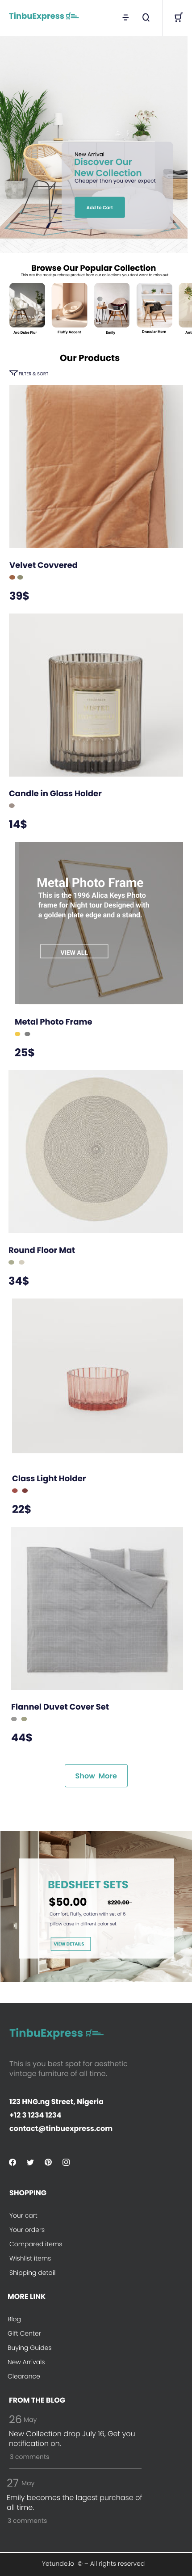 TinbuExpress
New Arrival
Discover Our
New Collection
Cheaper than you ever expect
Add to Cart
Browse Our Popular Collection
This are the most purchase product from our collections you dont want to miss out
Arc Duke Flur
Fluffy Accent
Emily
Dracular Horn
FILTER & SORT
Our Products
Velvet Covvered
39$
Candle in Glass Holder
14$
Metal Photo Frame
This is the 1996 Alica Keys Photo
frame for Night tour Designed with
a golden plate edge and a stand.
VIEW ALL
Metal Photo Frame
25$
Round Floor Mat
34$
Class Light Holder
22$
Flannel Duvet Cover Set
44$
Show More
BEDSHEET SETS
$50.00 $220.00
Comfort, Fluffy, cotton with set of 6
pillow case in diffrent color set
VIEW DETAILS
TinbuExpress
This is you best spot for aesthetic
vintage furniture of all time.
123 HNG.ng Street, Nigeria
+12 3 1234 1234
contact@tinbuexpress.com
SHOPPING
Your cart
Your orders
Compared items
Wishlist items
Shipping detail
MORE LINK
Blog
Gift Center
Buying Guides
New Arrivals
Clearance
FROM THE BLOG
26 May
New Collection drop July 16, Get you
notification on.
3 comments
27 May
Emily becomes the lagest purchase of
all time.
3 comments
Yetunde.io © – All rights reserved